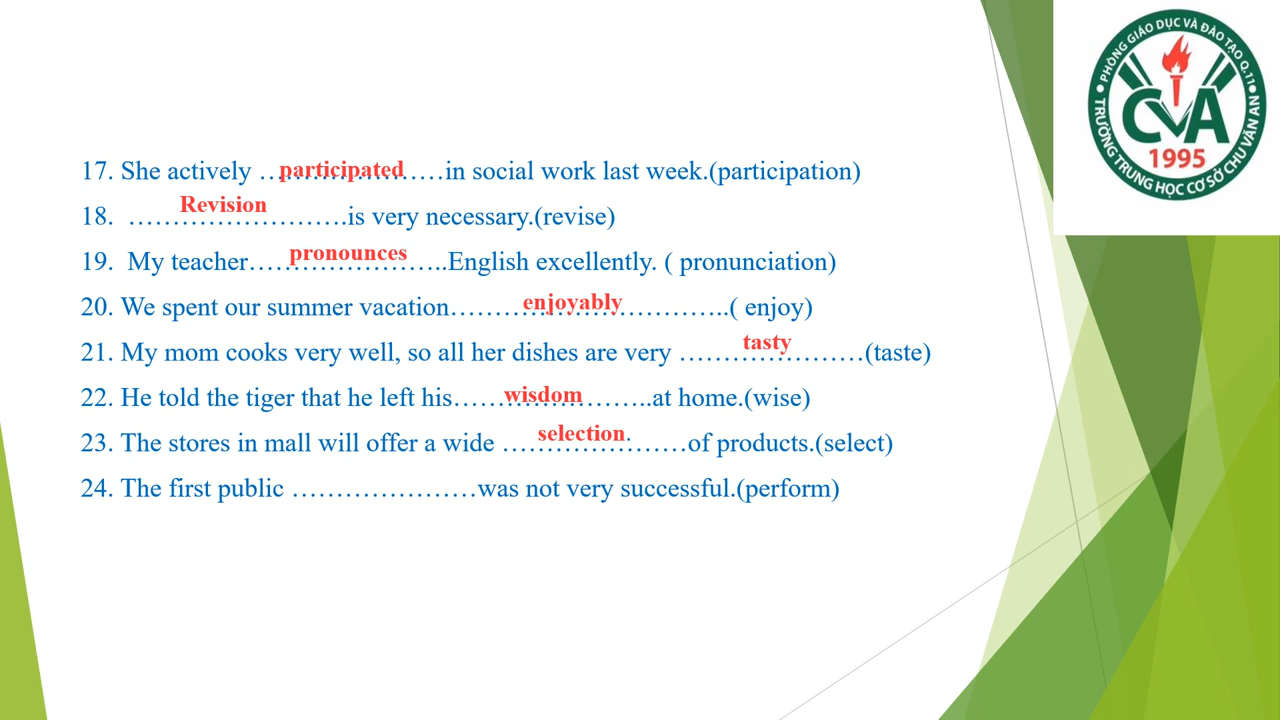 17. She actively ……participated……in social work last week.(participation)
18. ……Revision……is very necessary.(revise)
19. My teacher……pronounces……..English excellently. ( pronunciation)
20. We spent our summer vacation……enjoyably……..( enjoy)
21. My mom cooks very well, so all her dishes are very ……tasty……(taste)
22. He told the tiger that he left his……wisdom……..at home.(wise)
23. The stores in mall will offer a wide ……selection……of products.(select)
24. The first public …………………was not very successful.(perform)
PHÒNG GIÁO DỤC VÀ ĐÀO TẠO Q.11
CVA
1995
TRƯỜNG TRUNG HỌC CƠ SỞ CHU VĂN AN